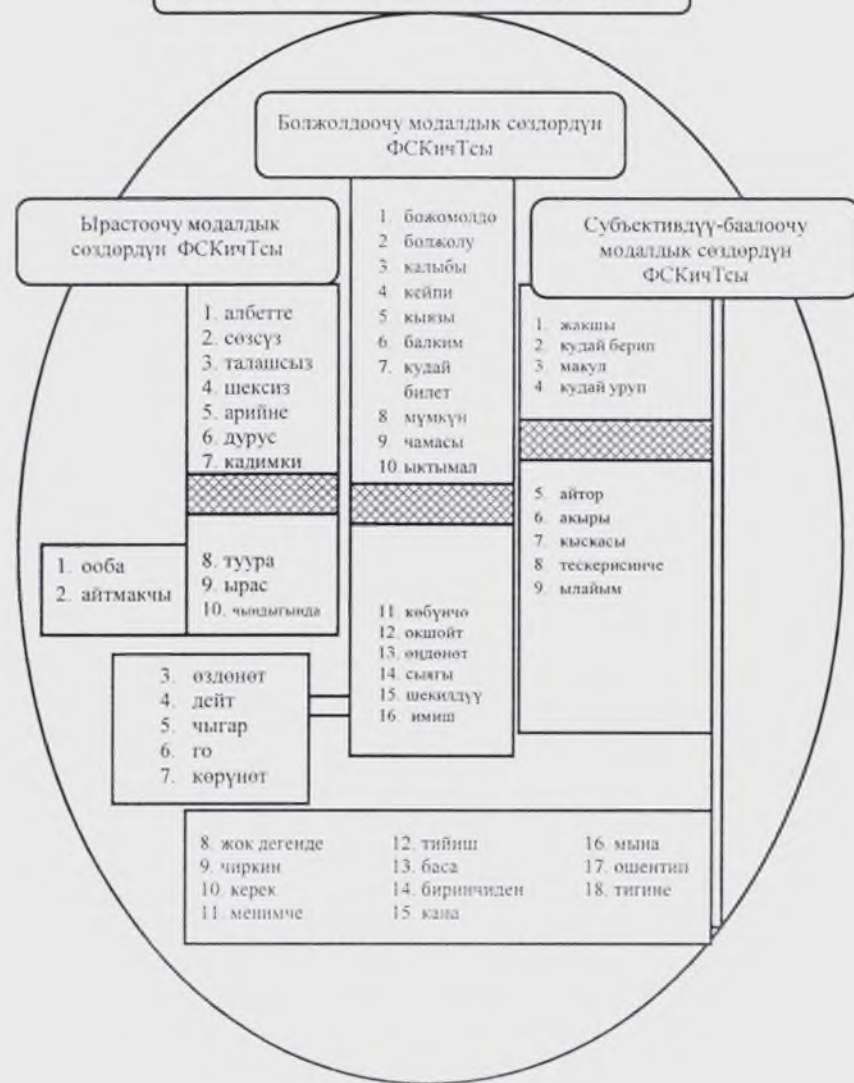 Болжолдоочу модалдык сөздөрдүн
ФСКичТсы
Ырастоочу модалдык
сөздөрдүн ФСКичТсы
Субъективдүү-баалоочу
модалдык сөздөрдүн
ФСКичТсы
1. албетте
2. сөзсүз
3. талашсыз
4. шексиз
5. арийне
6. дурус
7. кадимки
8. туура
9. ырас
10. чындыгында
1. ооба
2. айтмакчы
1 божомолдо
2 болжолу
3 калыбы
4 кейпи
5 кыязы
6 балким
7. кудай
билет
8 мүмкүн
9 чамасы
10. ыктымал
11 көбүнчө
12 окшойт
13 өңдөнөт
14 сыягы
15 шекилдүү
16 имиш
1. жакшы
2 кудай берип
3 макул
4 кудай уруп
5. айтор
6. акыры
7. кыскасы
8 тескерисинче
9. ылайым
3. өздөнөт
4. дейт
5. чыгар
6. го
7. көрүнөт
8. жок дегенде
9. чиркин
10. керек
11. менимче
12. тийиш
13. баса
14. биринчиден
15. кана
16. мына
17. ошентип
18. тигине